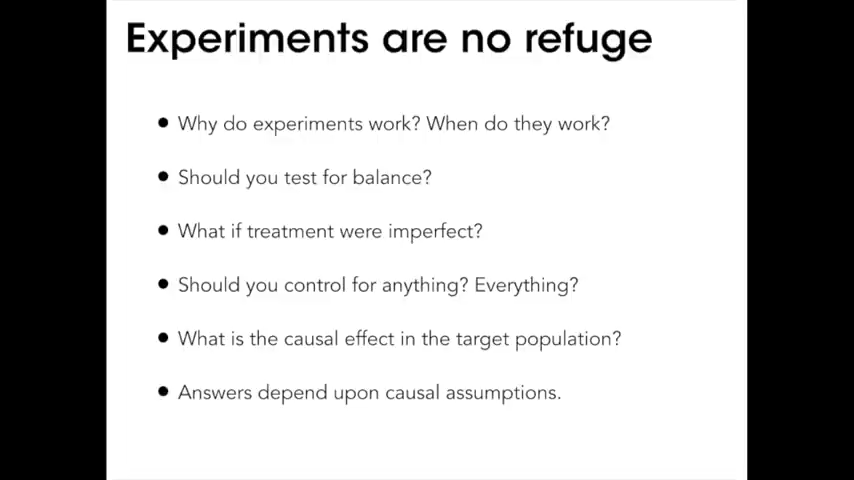 Experiments are no refuge
• Why do experiments work? When do they work?
• Should you test for balance?
• What if treatment were imperfect?
• Should you control for anything? Everything?
• What is the causal effect in the target population?
• Answers depend upon causal assumptions.